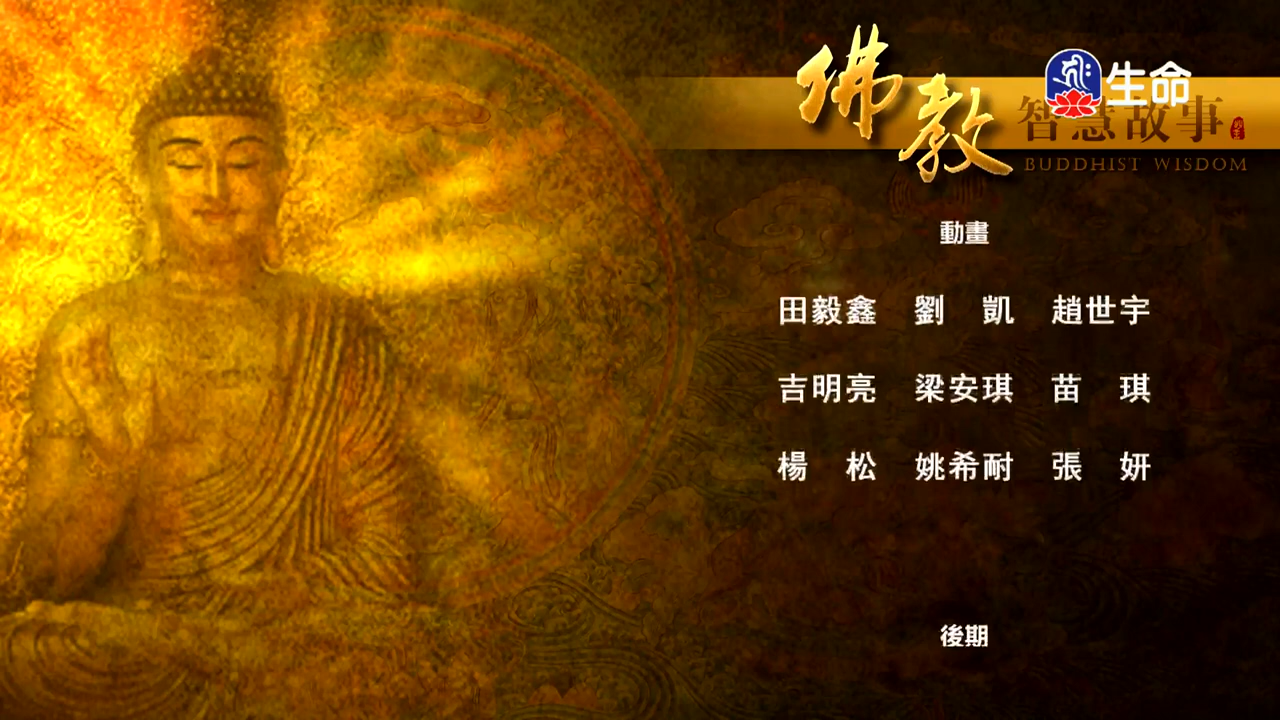 佛教
生命
智慧故事
BUDDHIST WISDOM
動畫
田毅鑫 劉 凱 趙世宇
吉明亮 梁安琪 苗 琪
楊 松 姚希耐 張 妍
後期